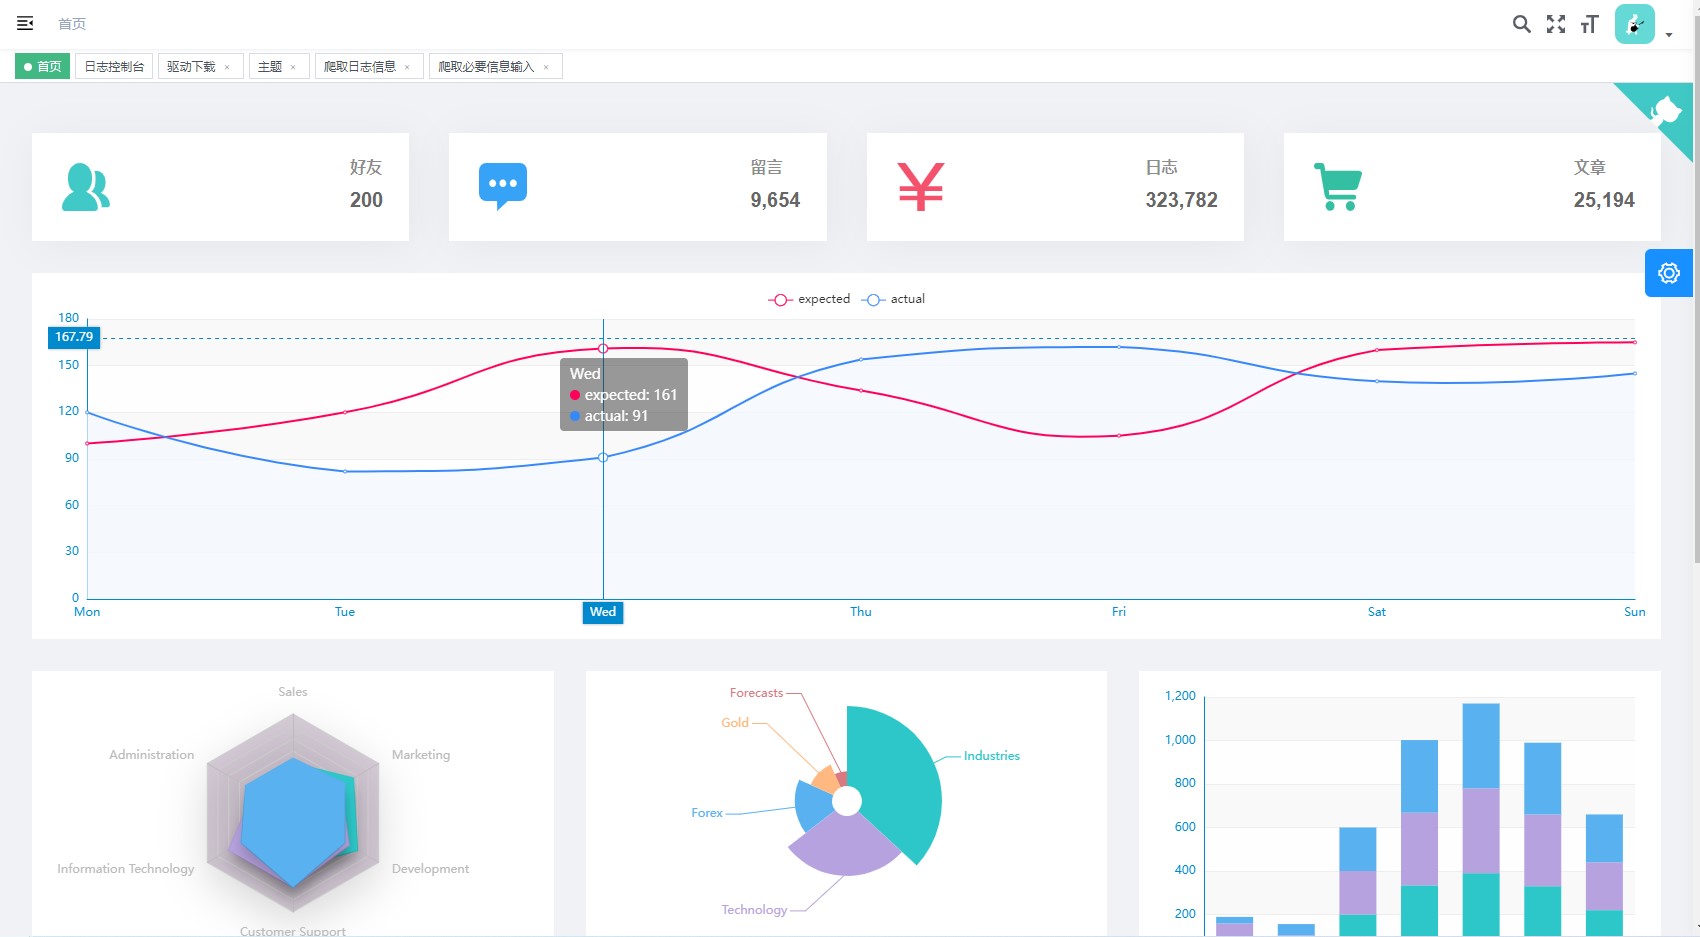 首页
首页
日志控制台
驱动下载 ×
主题 ×
爬取日志信息 ×
爬取必要信息输入 ×
好友
200
留言
9,654
日志
323,782
文章
25,194
expected
actual
180
167.79
150
120
90
60
30
0
Wed
expected: 161
actual: 91
Mon
Tue
Wed
Thu
Fri
Sat
Sun
Sales
Administration
Marketing
Information Technology
Development
Customer Support
Forecasts
Gold
Industries
Forex
Technology
1,200
1,000
800
600
400
200